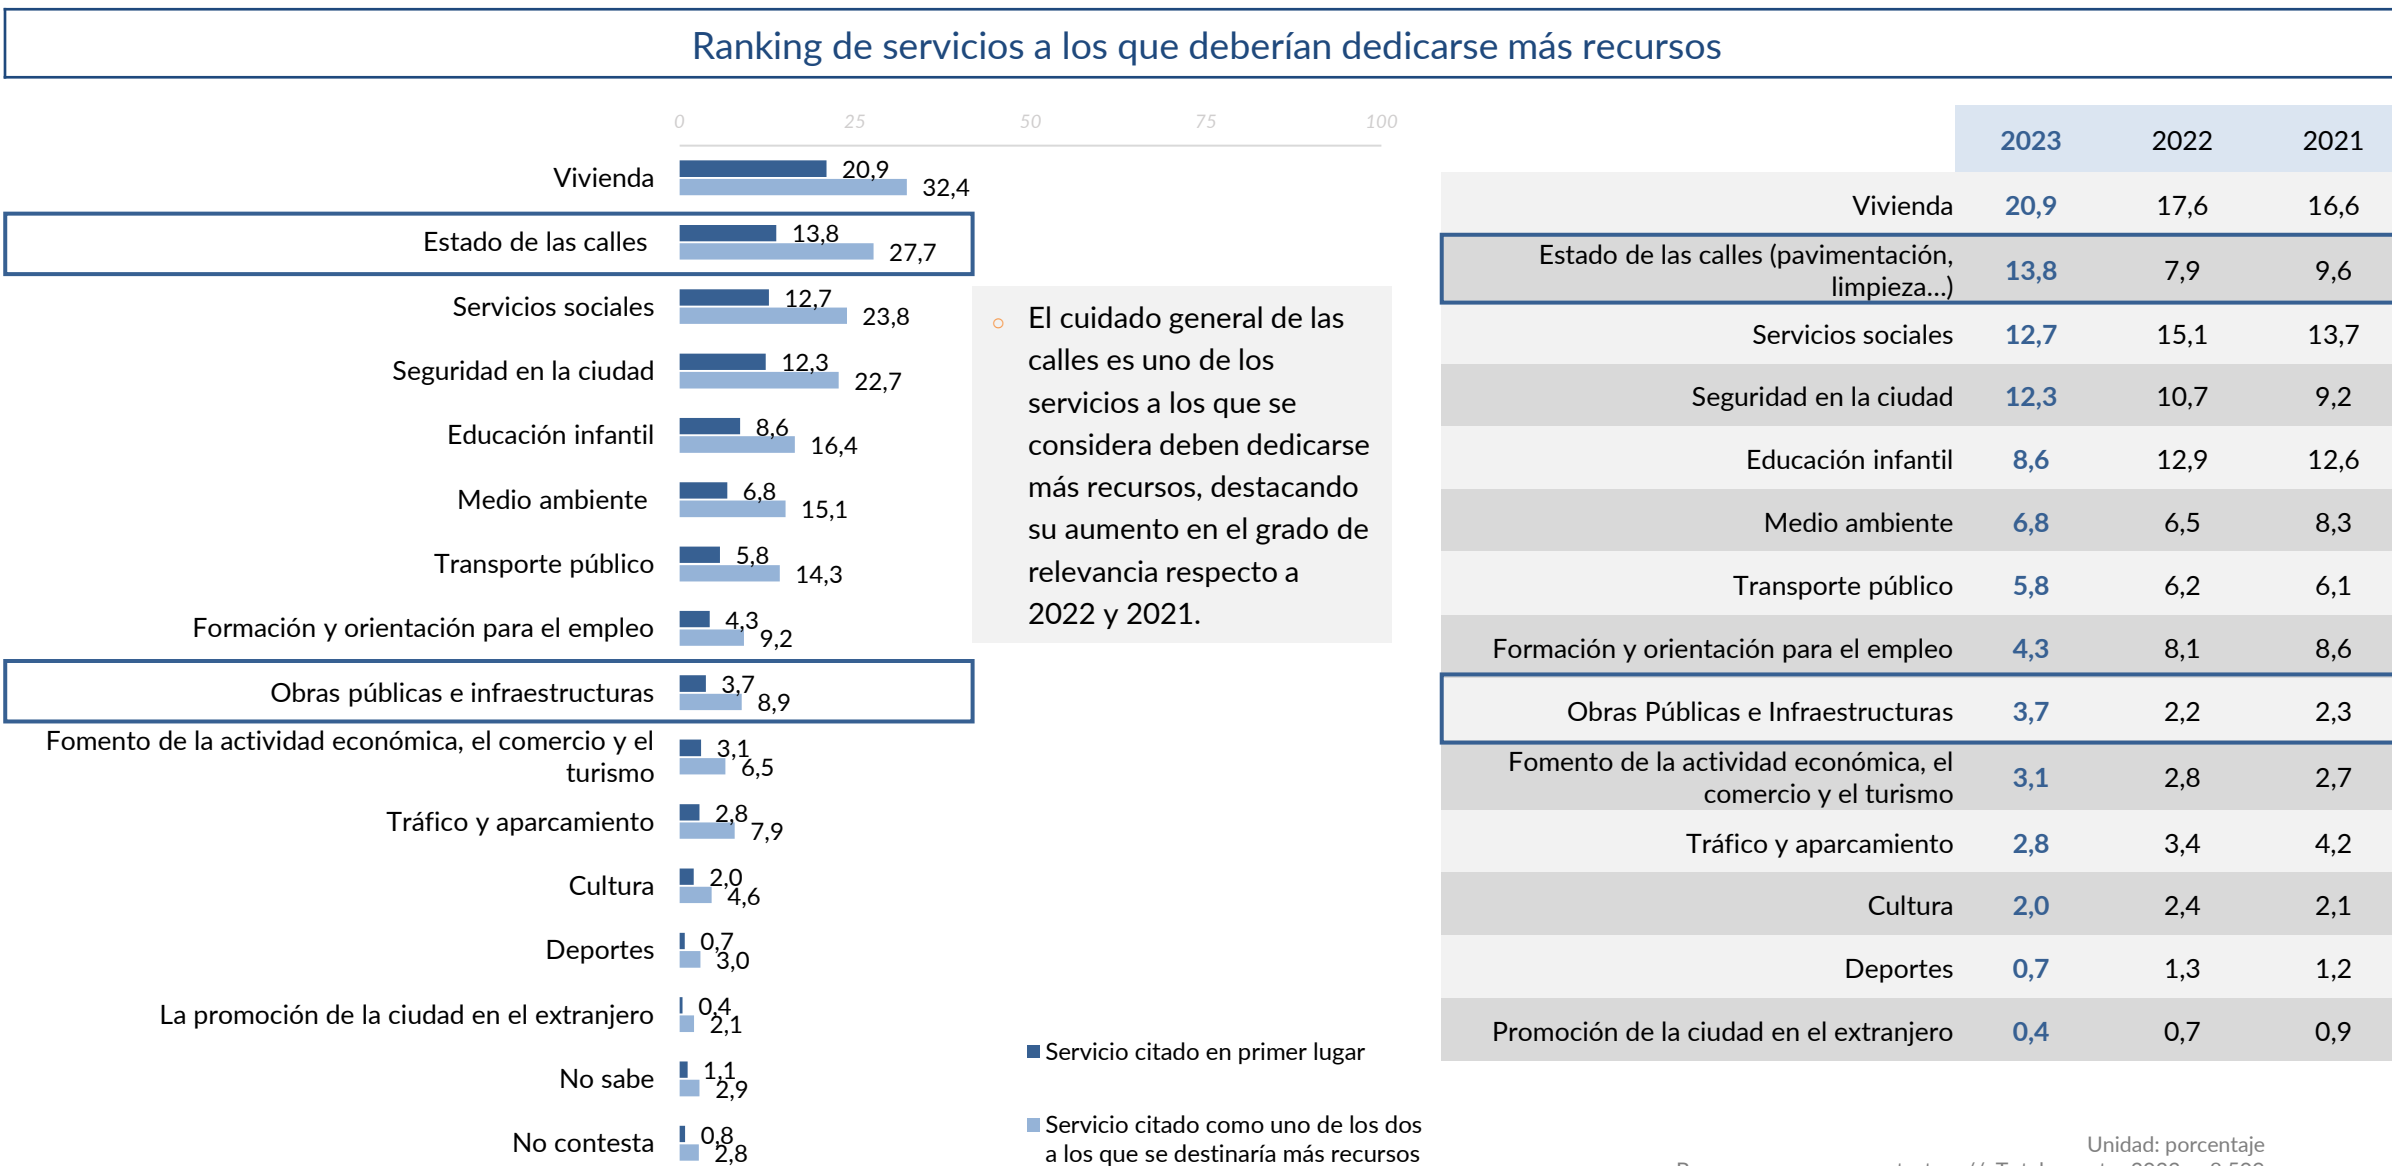 Ranking de servicios a los que deberían dedicarse más recursos
0 25 50 75 100
Vivienda 20,9 32,4
Estado de las calles 13,8 27,7
Servicios sociales 12,7 23,8
Seguridad en la ciudad 12,3 22,7
Educación infantil 8,6 16,4
Medio ambiente 6,8 15,1
Transporte público 5,8 14,3
Formación y orientación para el empleo 4,3 9,2
Obras públicas e infraestructuras 3,7 8,9
Fomento de la actividad económica, el comercio y el
turismo 3,1 6,5
Tráfico y aparcamiento 2,8 7,9
Cultura 2,0 4,6
Deportes 0,7 3,0
La promoción de la ciudad en el extranjero 0,4 2,1
No sabe 1,1 2,9
No contesta 0,8 2,8
El cuidado general de las
calles es uno de los
servicios a los que se
considera deben dedicarse
más recursos, destacando
su aumento en el grado de
relevancia respecto a
2022 y 2021.
Servicio citado en primer lugar
Servicio citado como uno de los dos
a los que se destinaría más recursos
2023 2022 2021
Vivienda 20,9 17,6 16,6
Estado de las calles (pavimentación,
limpieza...) 13,8 7,9 9,6
Servicios sociales 12,7 15,1 13,7
Seguridad en la ciudad 12,3 10,7 9,2
Educación infantil 8,6 12,9 12,6
Medio ambiente 6,8 6,5 8,3
Transporte público 5,8 6,2 6,1
Formación y orientación para el empleo 4,3 8,1 8,6
Obras Públicas e Infraestructuras 3,7 2,2 2,3
Fomento de la actividad económica, el
comercio y el turismo 3,1 2,8 2,7
Tráfico y aparcamiento 2,8 3,4 4,2
Cultura 2,0 2,4 2,1
Deportes 0,7 1,3 1,2
Promoción de la ciudad en el extranjero 0,4 0,7 0,9
Unidad: porcentaje